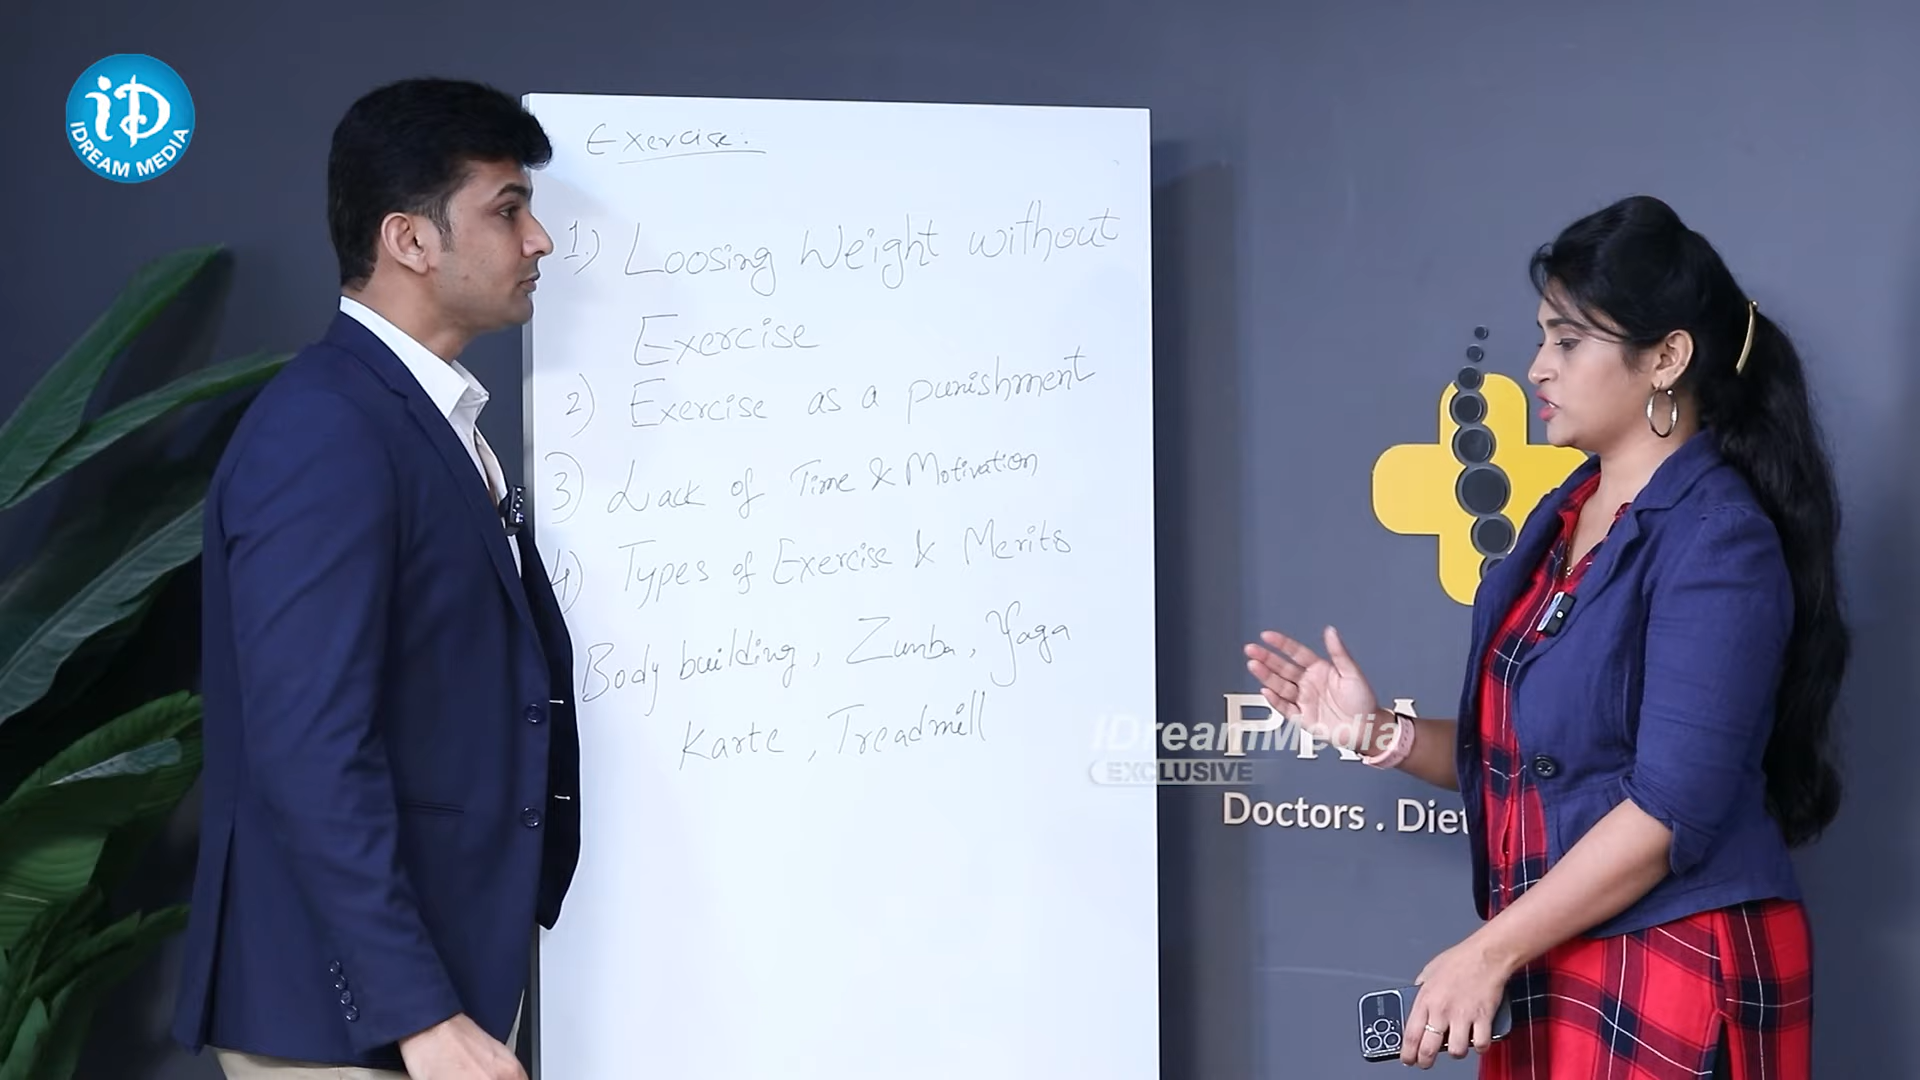 iD
IDREAM MEDIA
Exercise:
1.) Loosing Weight without
Exercise
2) Exercise as a punishment
3) Lack of Time & Motivation
4) Types of Exercise & Merits
Body building, Zumba, Yaga
Karte, Treadmill
iDreamMedia
EXCLUSIVE
Doctors . Diet